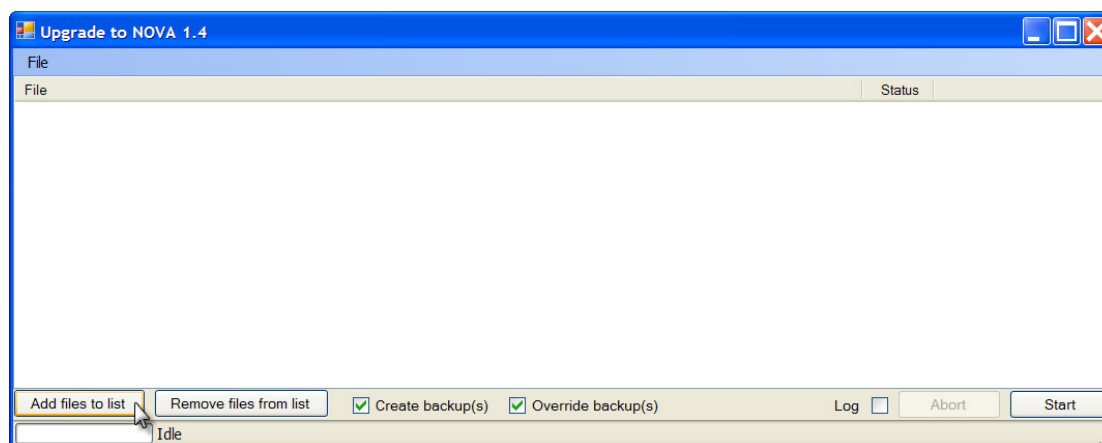 Upgrade to NOVA 1.4
File
File Status
Add files to list Remove files from list Create backup(s) Override backup(s) Log Abort Start
Idle